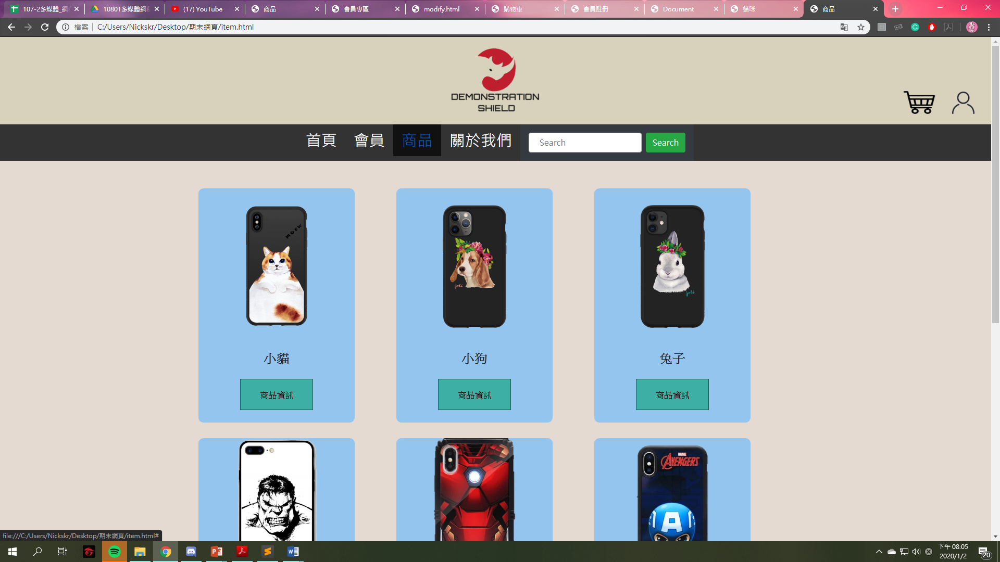 107-2多媒體_網
10801多媒體網
(17) YouTube
商品
會員專區
modify.html
購物車
會員註冊
Document
貓咪
商品
檔案
C:/Users/Nickskr/Desktop/期末網頁/item.html
DEMONSTRATION
SHIELD
首頁
會員
商品
關於我們
Search
Search
meow
joli
joli
小貓
小狗
兔子
商品資訊
商品資訊
商品資訊
MARVEL
AVENGERS
A
file:///C:/Users/Nickskr/Desktop/期末網頁/item.html#
下午 08:05
2020/1/2
20